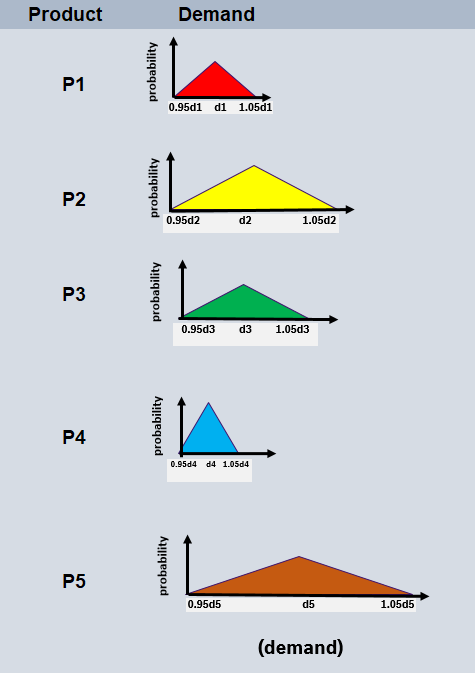 Product Demand
P1
probability
0.95d1 d1 1.05d1
P2
probability
0.95d2 d2 1.05d2
P3
probability
0.95d3 d3 1.05d3
P4
probability
0.95d4 d4 1.05d4
P5
probability
0.95d5 d5 1.05d5
(demand)